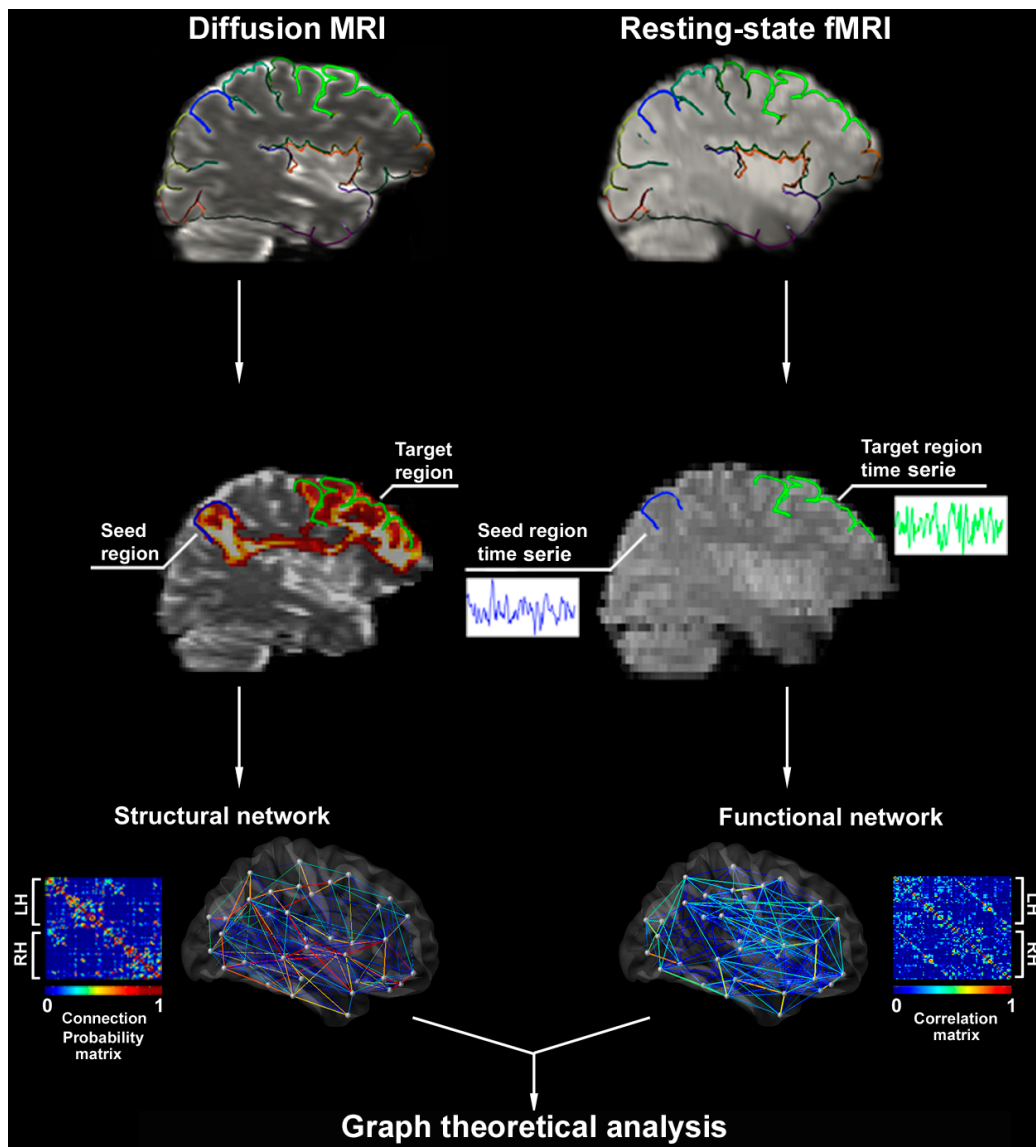 Diffusion MRI
Resting-state fMRI
Target
region
Seed
region
Target region
time serie
Seed region
time serie
Structural network
Functional network
LH
RH
0 1
Connection
Probability
matrix
LH
RH
0 1
Correlation
matrix
Graph theoretical analysis